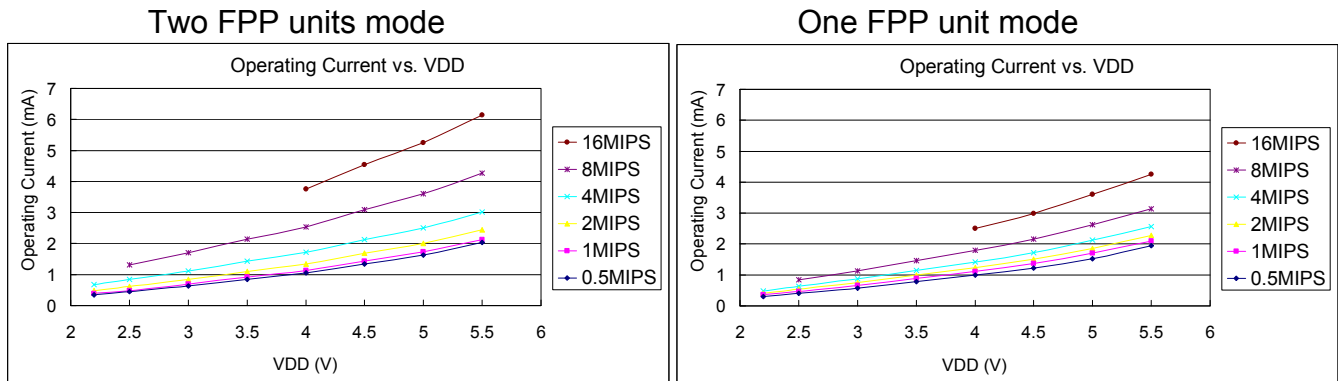 Two FPP units mode
Operating Current vs. VDD
Operating Current (mA)
7
6
5
4
3
2
1
0
2 2.5 3 3.5 4 4.5 5 5.5 6
VDD (V)
16MIPS
8MIPS
4MIPS
2MIPS
1MIPS
0.5MIPS
One FPP unit mode
Operating Current vs. VDD
Operating Current (mA)
7
6
5
4
3
2
1
0
2 2.5 3 3.5 4 4.5 5 5.5 6
VDD (V)
16MIPS
8MIPS
4MIPS
2MIPS
1MIPS
0.5MIPS